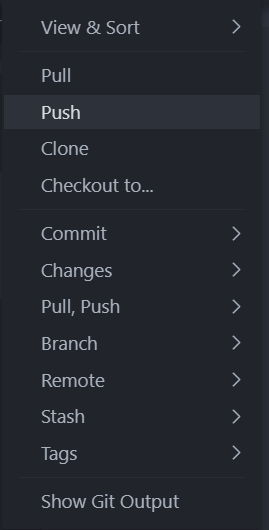 View & Sort
Pull
Push
Clone
Checkout to...
Commit
Changes
Pull, Push
Branch
Remote
Stash
Tags
Show Git Output